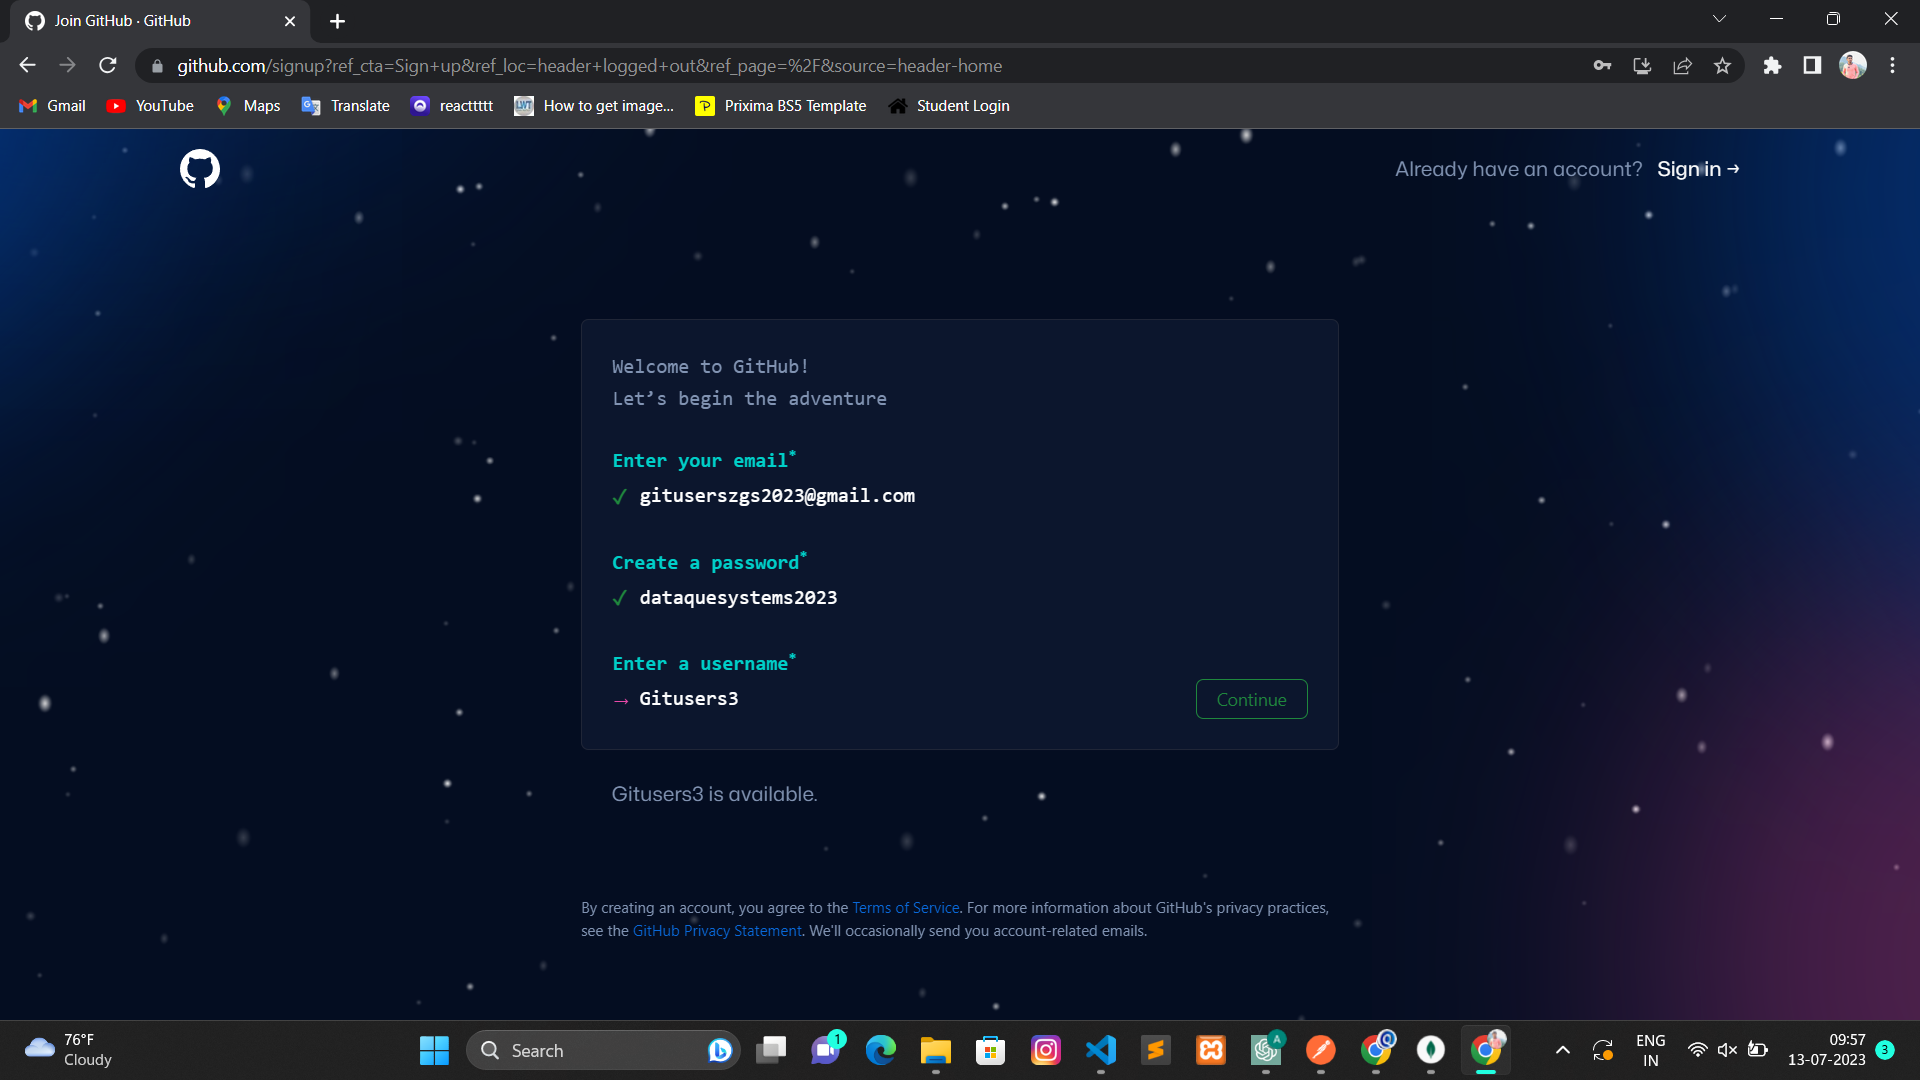 Join GitHub · GitHub
github.com/signup?ref_cta=Sign+up&ref_loc=header+logged+out&ref_page=%2F&source=header-home
Gmail YouTube Maps Translate reacttttt How to get image... Prixima BS5 Template Student Login
Already have an account? Sign in →
Welcome to GitHub!
Let’s begin the adventure
Enter your email*
✓ gituserszgs2023@gmail.com
Create a password*
✓ dataquesystems2023
Enter a username*
→ Gitusers3
Continue
Gitusers3 is available.
By creating an account, you agree to the Terms of Service. For more information about GitHub's privacy practices,
see the GitHub Privacy Statement. We'll occasionally send you account-related emails.
76°F
Cloudy
Search
1
A
Q
ENG
IN
09:57
13-07-2023
3